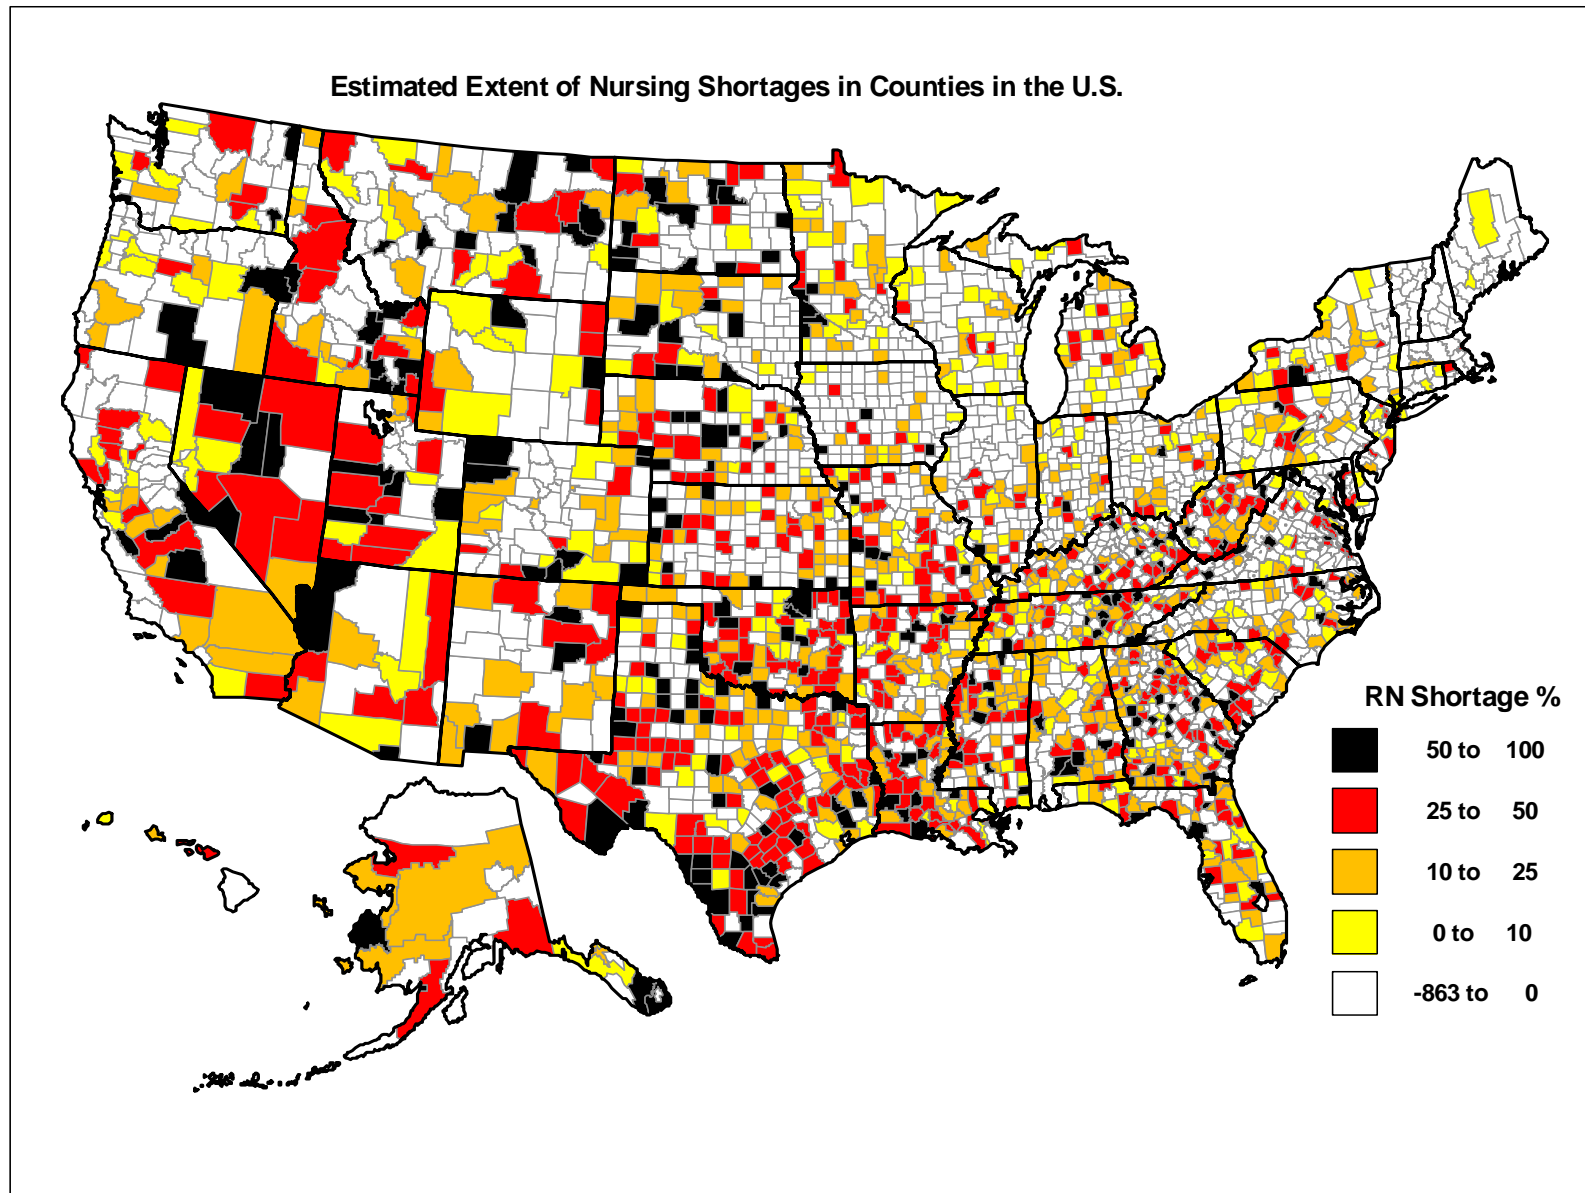 Estimated Extent of Nursing Shortages in Counties in the U.S.
RN Shortage %
50 to 100
25 to 50
10 to 25
0 to 10
-863 to 0